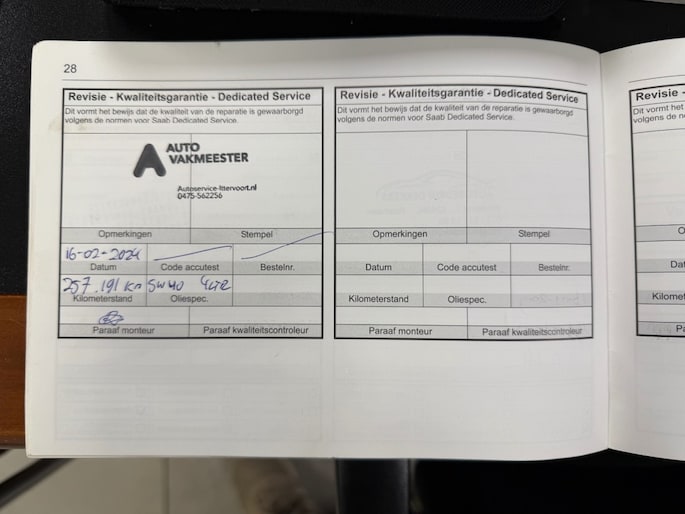 28
Revisie - Kwaliteitsgarantie - Dedicated Service
Dit vormt het bewijs dat de kwaliteit van de reparatie is gewaarborgd
volgens de normen voor Saab Dedicated Service.
AUTO
VAKMEESTER
Autoservice-Ittervoort.nl
0475-562256
Opmerkingen Stempel
16-02-2024
Datum Code accutest Bestelnr.
257.191 km 5W40
Kilometerstand Oliespec.
Paraaf monteur Paraaf kwaliteitscontroleur
Revisie - Kwaliteitsgarantie - Dedicated Service
Dit vormt het bewijs dat de kwaliteit van de reparatie is gewaarborgd
volgens de normen voor Saab Dedicated Service.
Opmerkingen Stempel
Datum Code accutest Bestelnr.
Kilometerstand Oliespec.
Paraaf monteur Paraaf kwaliteitscontroleur
Revisie -
Dit vormt het
volgens de n